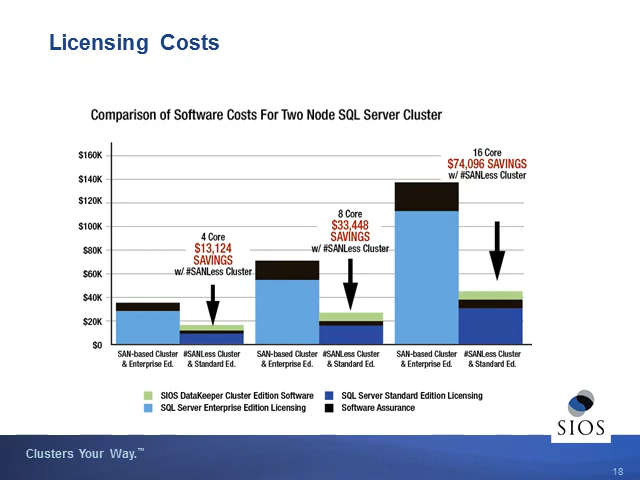 Licensing Costs
Comparison of Software Costs For Two Node SQL Server Cluster
$160K
$140K
$120K
$100K
$80K
$60K
$40K
$20K
$0
4 Core
$13,124
SAVINGS
w/ #SANLess Cluster
8 Core
$33,448
SAVINGS
w/ #SANLess Cluster
16 Core
$74,096 SAVINGS
w/ #SANLess Cluster
SAN-based Cluster
& Enterprise Ed.
#SANLess Cluster
& Standard Ed.
SAN-based Cluster
& Enterprise Ed.
#SANLess Cluster
& Standard Ed.
SAN-based Cluster
& Enterprise Ed.
#SANLess Cluster
& Standard Ed.
SIOS DataKeeper Cluster Edition Software
SQL Server Standard Edition Licensing
SQL Server Enterprise Edition Licensing
Software Assurance
SIOS
Clusters Your Way.™
18